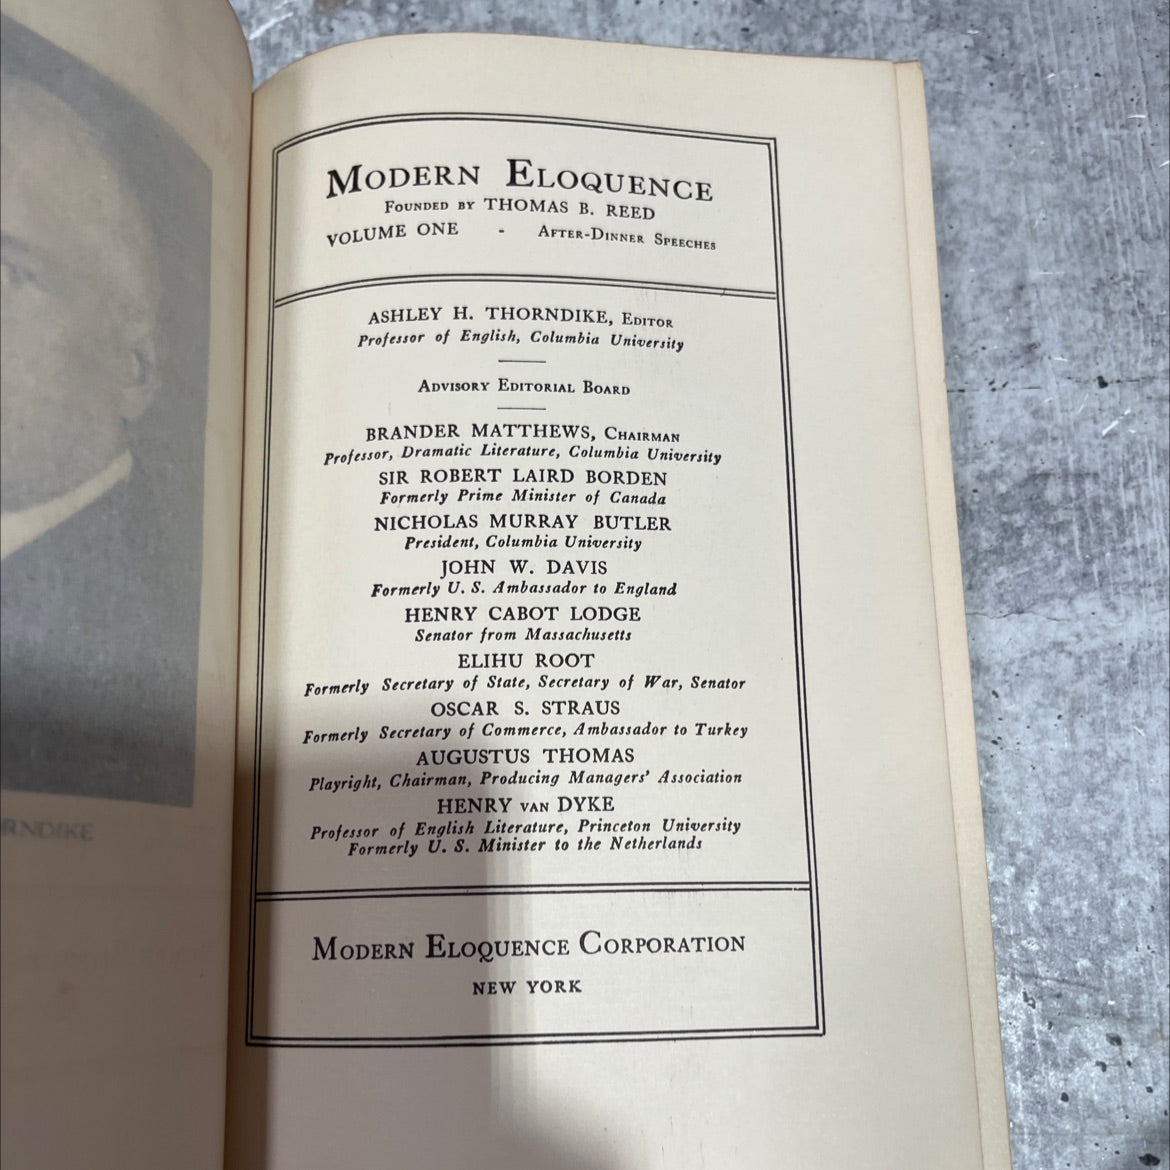 RNDIKE
MODERN ELOQUENCE
FOUNDED BY THOMAS B. REED
VOLUME ONE - AFTER-DINNER SPEECHES
ASHLEY H. THORNDIKE, EDITOR
Professor of English, Columbia University
ADVISORY EDITORIAL BOARD
BRANDER MATTHEWS, CHAIRMAN
Professor, Dramatic Literature, Columbia University
SIR ROBERT LAIRD BORDEN
Formerly Prime Minister of Canada
NICHOLAS MURRAY BUTLER
President, Columbia University
JOHN W. DAVIS
Formerly U. S. Ambassador to England
HENRY CABOT LODGE
Senator from Massachusetts
ELIHU ROOT
Formerly Secretary of State, Secretary of War, Senator
OSCAR S. STRAUS
Formerly Secretary of Commerce, Ambassador to Turkey
AUGUSTUS THOMAS
Playright, Chairman, Producing Managers' Association
HENRY VAN DYKE
Professor of English Literature, Princeton University
Formerly U. S. Minister to the Netherlands
MODERN ELOQUENCE CORPORATION
NEW YORK